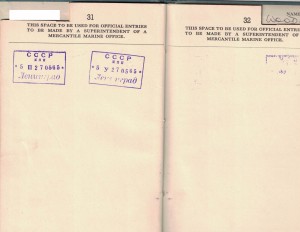 31
THIS SPACE TO BE USED FOR OFFICIAL ENTRIES
TO BE MADE BY A SUPERINTENDENT OF A
MERCANTILE MARINE OFFICE.
СССР
Ленинград
СССР
Ленинград
32
NAME
THIS SPACE TO BE USED FOR OFFICIAL ENTRIES
TO BE MADE BY A SUPERINTENDENT OF A
MERCANTILE MARINE OFFICE.